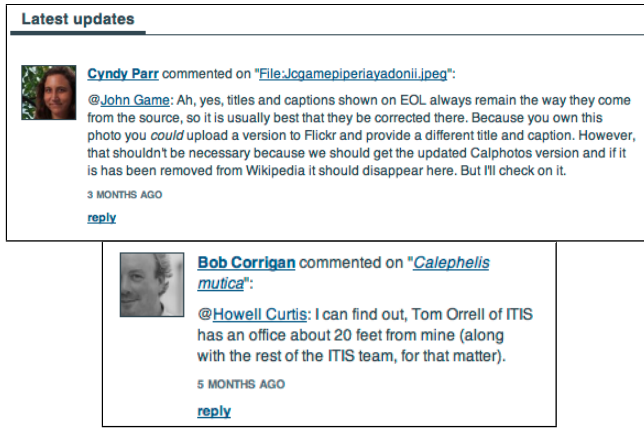 Latest updates
Cyndy Parr commented on "File:Jcgamepiperiayadonii.jpeg":
@John Game: Ah, yes, titles and captions shown on EOL always remain the way they come
from the source, so it is usually best that they be corrected there. Because you own this
photo you could upload a version to Flickr and provide a different title and caption. However,
that shouldn't be necessary because we should get the updated Calphotos version and if it
is has been removed from Wikipedia it should disappear here. But I'll check on it.
3 MONTHS AGO
reply
Bob Corrigan commented on "Calephelis
mutica":
@Howell Curtis: I can find out, Tom Orrell of ITIS
has an office about 20 feet from mine (along
with the rest of the ITIS team, for that matter).
5 MONTHS AGO
reply